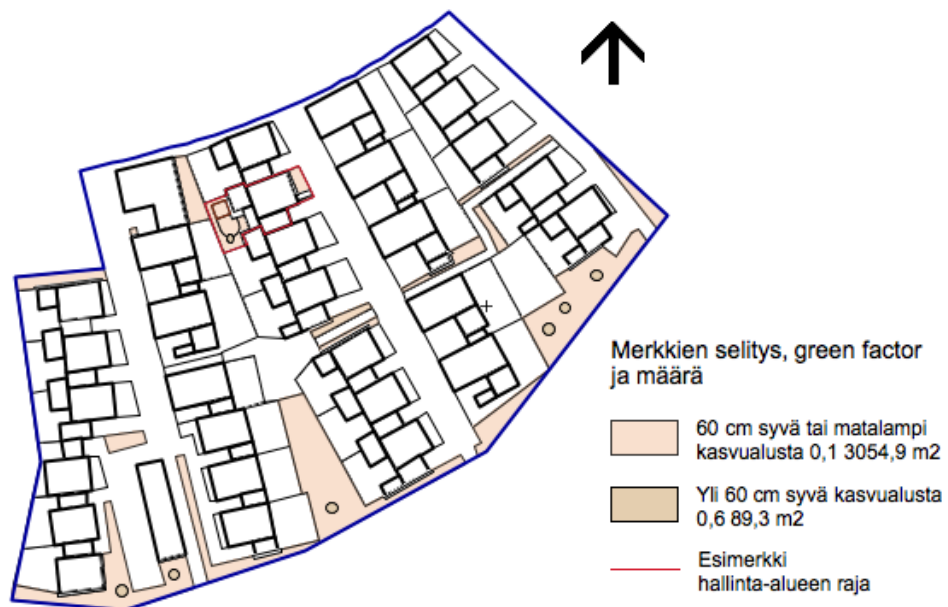 Merkkien selitys, green factor
ja määrä
60 cm syvä tai matalampi
kasvualusta 0,1 3054,9 m2
Yli 60 cm syvä kasvualusta
0,6 89,3 m2
Esimerkki
hallinta-alueen raja